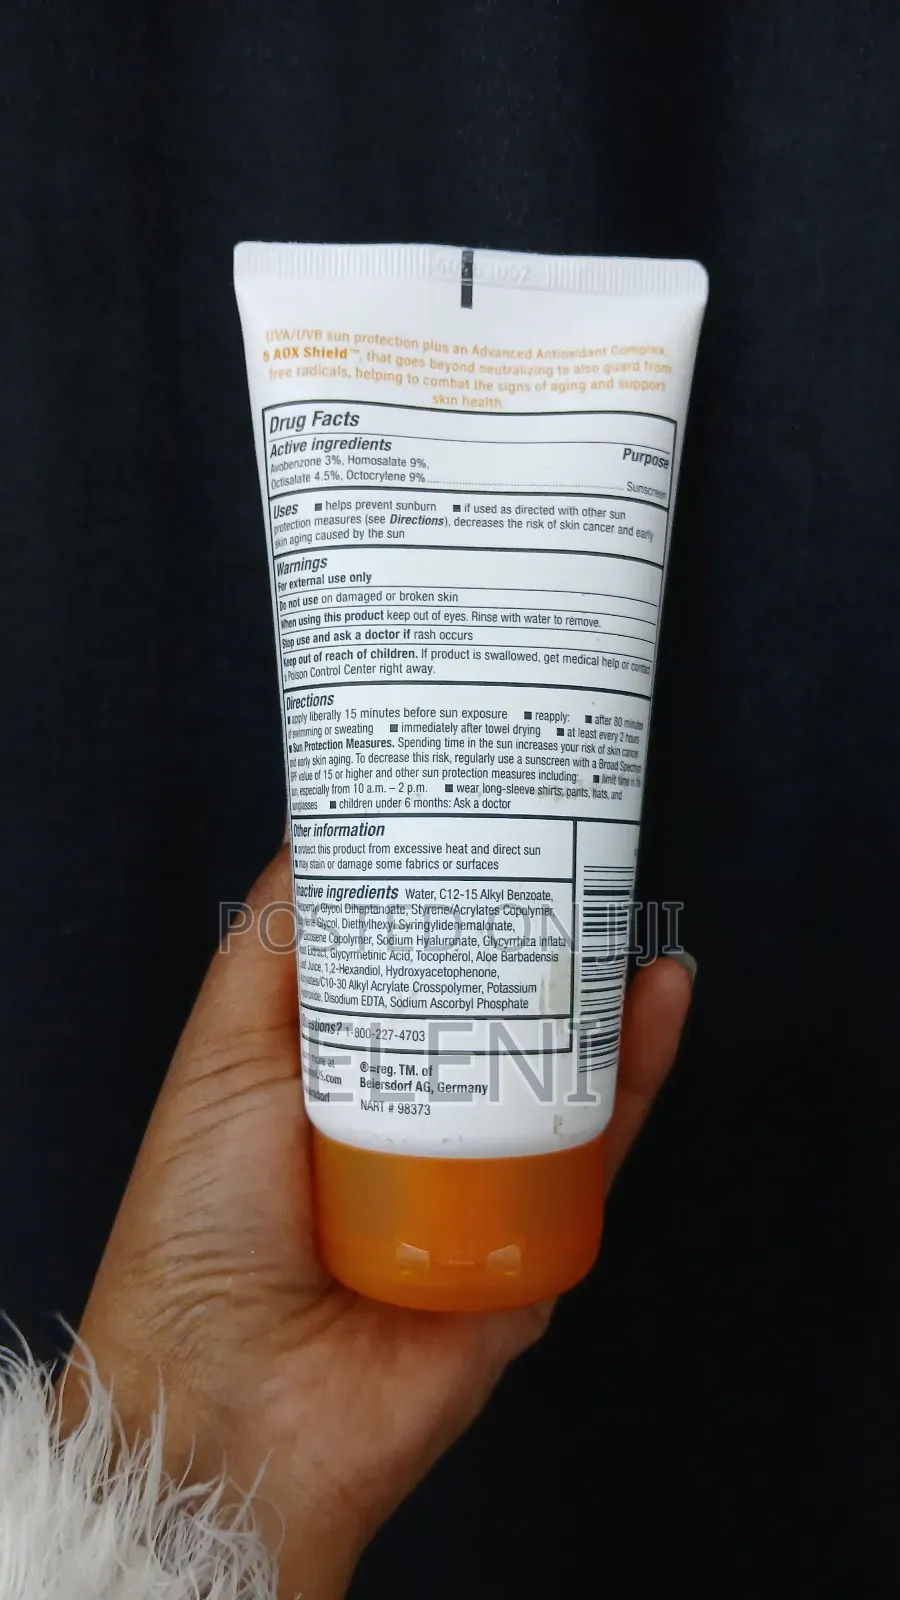 UVA/UVB sun protection plus an Advanced Antioxidant Complex,
5 AOX Shield™, that goes beyond neutralizing to also guard from
free radicals, helping to combat the signs of aging and support
skin health.
Drug Facts
Active ingredients Purpose
Avobenzone 3%, Homosalate 9%,
Octisalate 4.5%, Octocrylene 9% Sunscreen
Uses ■ helps prevent sunburn ■ if used as directed with other sun
protection measures (see Directions), decreases the risk of skin cancer and early
skin aging caused by the sun
Warnings
For external use only
Do not use on damaged or broken skin
When using this product keep out of eyes. Rinse with water to remove.
Stop use and ask a doctor if rash occurs
Keep out of reach of children. If product is swallowed, get medical help or contact
a Poison Control Center right away.
Directions
■ apply liberally 15 minutes before sun exposure ■ reapply: ■ after 80 minutes
of swimming or sweating ■ immediately after towel drying ■ at least every 2 hours
■ Sun Protection Measures. Spending time in the sun increases your risk of skin cancer
and early skin aging. To decrease this risk, regularly use a sunscreen with a Broad Spectrum
SPF value of 15 or higher and other sun protection measures including: ■ limit time in the
sun, especially from 10 a.m. – 2 p.m. ■ wear long-sleeve shirts, pants, hats, and
sunglasses ■ children under 6 months: Ask a doctor
Other information
■ protect this product from excessive heat and direct sun
■ may stain or damage some fabrics or surfaces
Inactive ingredients Water, C12-15 Alkyl Benzoate,
Glycol Diheptanoate, Styrene/Acrylates Copolymer,
Glycol, Diethylhexyl Syringylidenemalonate,
Copolymer, Sodium Hyaluronate, Glycyrrhiza Inflata
Extract, Glycyrrhetinic Acid, Tocopherol, Aloe Barbadensis
Juice, 1,2-Hexandiol, Hydroxyacetophenone,
Acrylates/C10-30 Alkyl Acrylate Crosspolymer, Potassium
Disodium EDTA, Sodium Ascorbyl Phosphate
Questions? 1-800-227-4703
®=reg. TM. of
Beiersdorf AG, Germany
NART # 98373
POSTED ON JIJI
ELENI